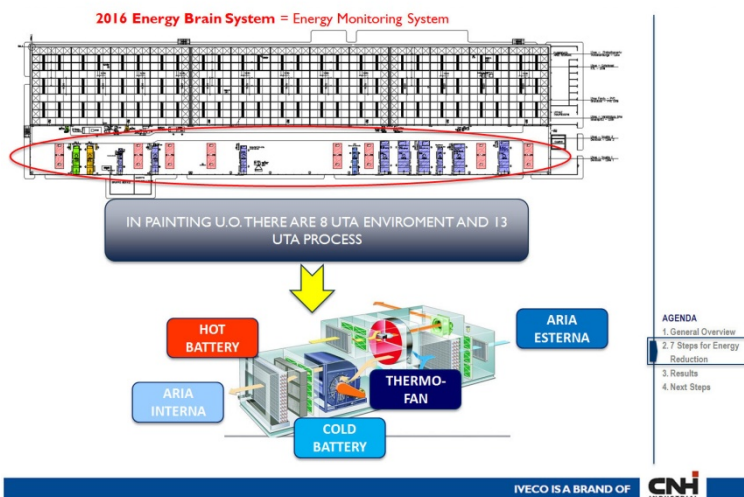 2016 Energy Brain System = Energy Monitoring System
IN PAINTING U.O. THERE ARE 8 UTA ENVIROMENT AND 13
UTA PROCESS
HOT
BATTERY
ARIA
ESTERNA
ARIA
INTERNA
THERMO-
FAN
COLD
BATTERY
AGENDA
1. General Overview
2. 7 Steps for Energy
Reduction
3. Results
4. Next Steps
IVECO IS A BRAND OF
CNH
INDUSTRIAL